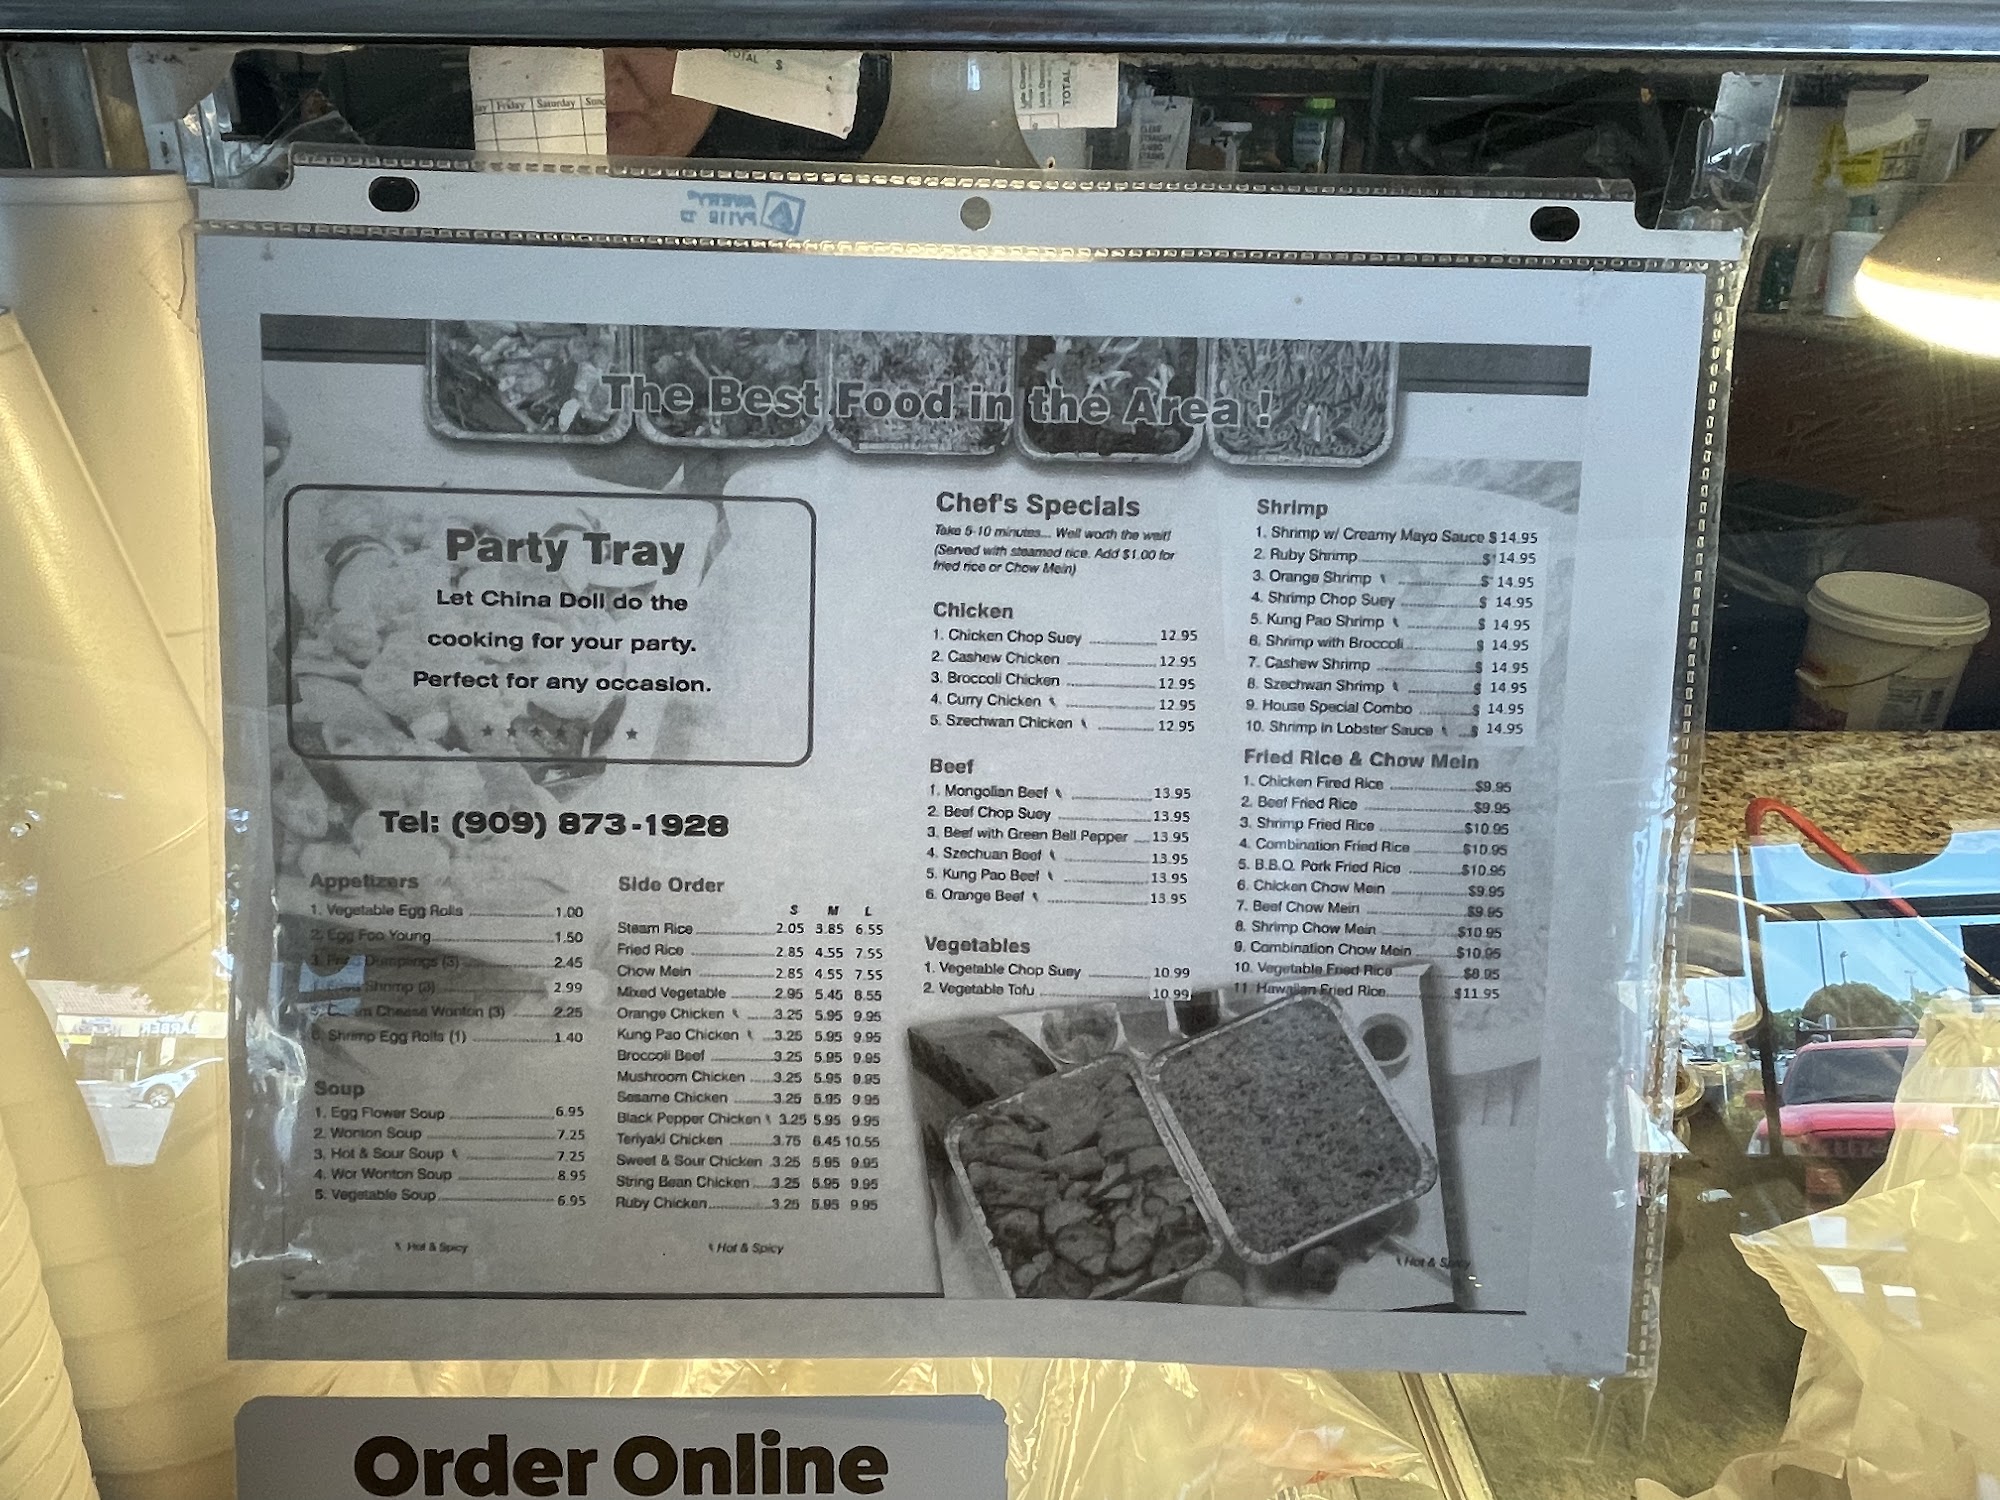 Friday Saturday
TOTAL $
TOTAL
AVERY
The Best Food in the Area !
Party Tray
Let China Doll do the
cooking for your party.
Perfect for any occasion.
Tel: (909) 873-1928
Appetizers
1. Vegetable Egg Rolls 1.00
2. Egg Foo Young 1.50
3. Dumplings (3) 2.45
Shrimp (3) 2.99
5. Cheese Wonton (3) 2.25
6. Shrimp Egg Rolls (1) 1.40
Soup
1. Egg Flower Soup 6.95
2. Wonton Soup 7.25
3. Hot & Sour Soup 7.25
4. Wor Wonton Soup 8.95
5. Vegetable Soup 6.95
Hot & Spicy
Side Order
S M L
Steam Rice 2.05 3.85 6.55
Fried Rice 2.85 4.55 7.55
Chow Mein 2.85 4.55 7.55
Mixed Vegetable 2.95 5.45 8.55
Orange Chicken 3.25 5.95 9.95
Kung Pao Chicken 3.25 5.95 9.95
Broccoli Beef 3.25 5.95 9.95
Mushroom Chicken 3.25 5.95 9.95
Sesame Chicken 3.25 5.95 9.95
Black Pepper Chicken 3.25 5.95 9.95
Teriyaki Chicken 3.75 6.45 10.55
Sweet & Sour Chicken 3.25 5.95 9.95
String Bean Chicken 3.25 5.95 9.95
Ruby Chicken 3.25 5.95 9.95
Hot & Spicy
Chef's Specials
Take 5-10 minutes... Well worth the wait!
(Served with steamed rice. Add $1.00 for
fried rice or Chow Mein)
Chicken
1. Chicken Chop Suey 12.95
2. Cashew Chicken 12.95
3. Broccoli Chicken 12.95
4. Curry Chicken 12.95
5. Szechwan Chicken 12.95
Beef
1. Mongolian Beef 13.95
2. Beef Chop Suey 13.95
3. Beef with Green Bell Pepper 13.95
4. Szechuan Beef 13.95
5. Kung Pao Beef 13.95
6. Orange Beef 13.95
Vegetables
1. Vegetable Chop Suey 10.99
2. Vegetable Tofu 10.99
Shrimp
1. Shrimp w/ Creamy Mayo Sauce $14.95
2. Ruby Shrimp $ 14.95
3. Orange Shrimp $ 14.95
4. Shrimp Chop Suey $ 14.95
5. Kung Pao Shrimp $ 14.95
6. Shrimp with Broccoli $ 14.95
7. Cashew Shrimp $ 14.95
8. Szechwan Shrimp $ 14.95
9. House Special Combo $ 14.95
10. Shrimp in Lobster Sauce $ 14.95
Fried Rice & Chow Mein
1. Chicken Fired Rice $9.95
2. Beef Fried Rice $9.95
3. Shrimp Fried Rice $10.95
4. Combination Fried Rice $10.95
5. B.B.Q. Pork Fried Rice $10.95
6. Chicken Chow Mein $9.95
7. Beef Chow Mein $9.95
8. Shrimp Chow Mein $10.95
9. Combination Chow Mein $10.95
10. Vegetable Fried Rice $8.95
11. Hawaiian Fried Rice $11.95
Hot & Spicy
Order Online